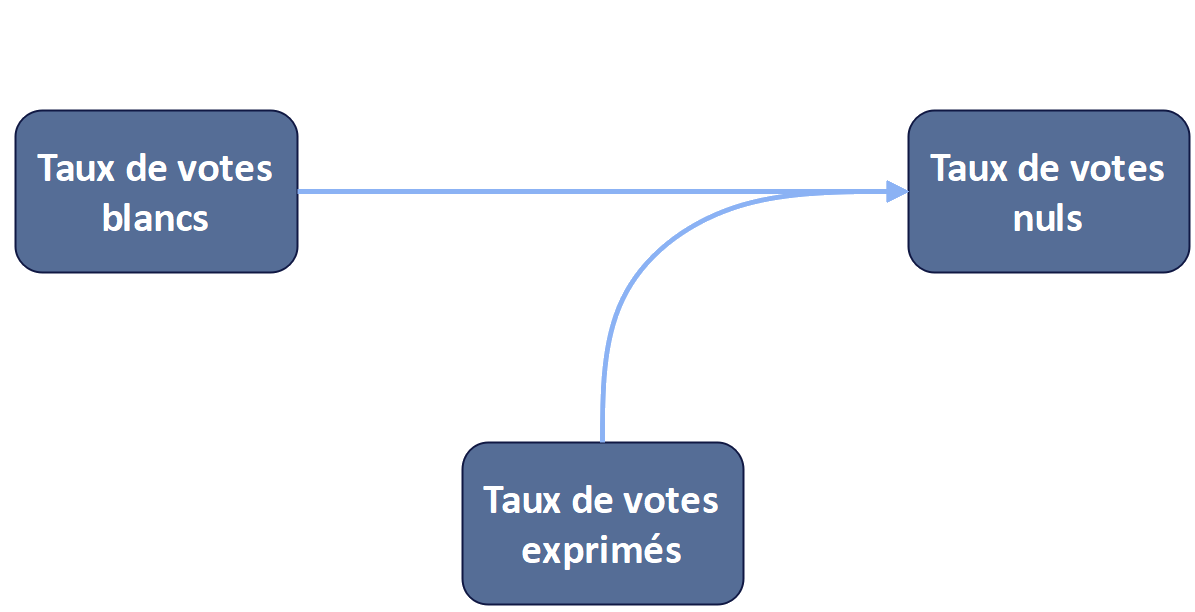 Taux de votes
blancs
Taux de votes
nuls
Taux de votes
exprimés